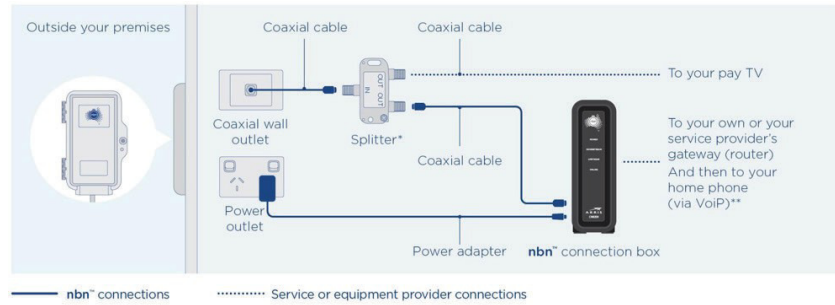 Outside your premises
Coaxial cable
Coaxial cable
OUT OUT
IN
To your pay TV
Coaxial wall
outlet
Splitter*
Coaxial cable
To your own or your
service provider's
gateway (router)
And then to your
home phone
(via VoiP)**
Power
outlet
ARRIS
Power adapter
nbn™ connection box
nbn™ connections
Service or equipment provider connections